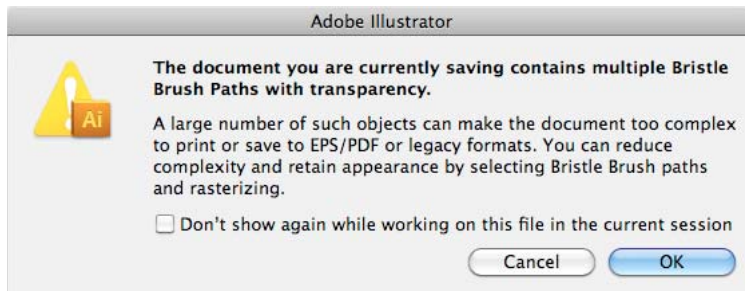 Adobe Illustrator
The document you are currently saving contains multiple Bristle
Brush Paths with transparency.
Ai
A large number of such objects can make the document too complex
to print or save to EPS/PDF or legacy formats. You can reduce
complexity and retain appearance by selecting Bristle Brush paths
and rasterizing.
Don't show again while working on this file in the current session
Cancel OK